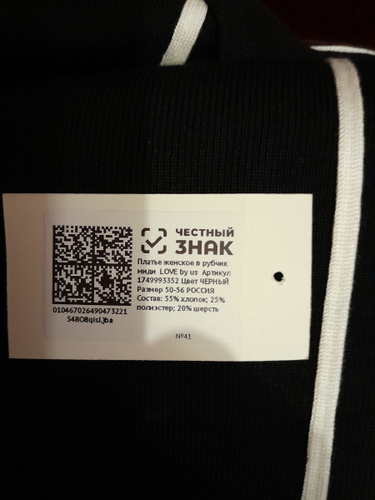 ЧЕСТНЫЙ
ЗНАК
Платье женское в рубчик
миди LOVE by us Артикул
1749993352 Цвет ЧЕРНЫЙ
Размер 50-56 РОССИЯ
Состав: 55% хлопок; 25%
полиэстер; 20% шерсть
010467026490473221
548O8qIsLJba
№41